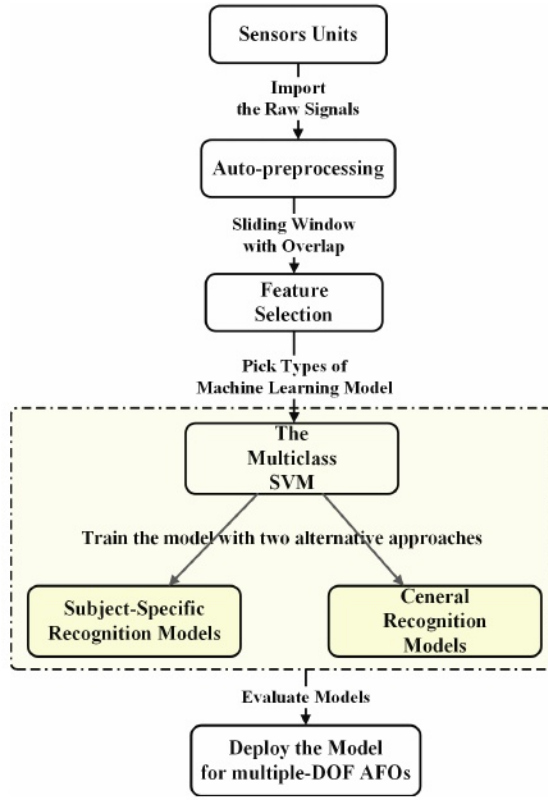 Sensors Units
Import
the Raw Signals
Auto-preprocessing
Sliding Window
with Overlap
Feature
Selection
Pick Types of
Machine Learning Model
The
Multiclass
SVM
Train the model with two alternative approaches
Subject-Specific
Recognition Models
Ceneral
Recognition
Models
Evaluate Models
Deploy the Model
for multiple-DOF AFOs